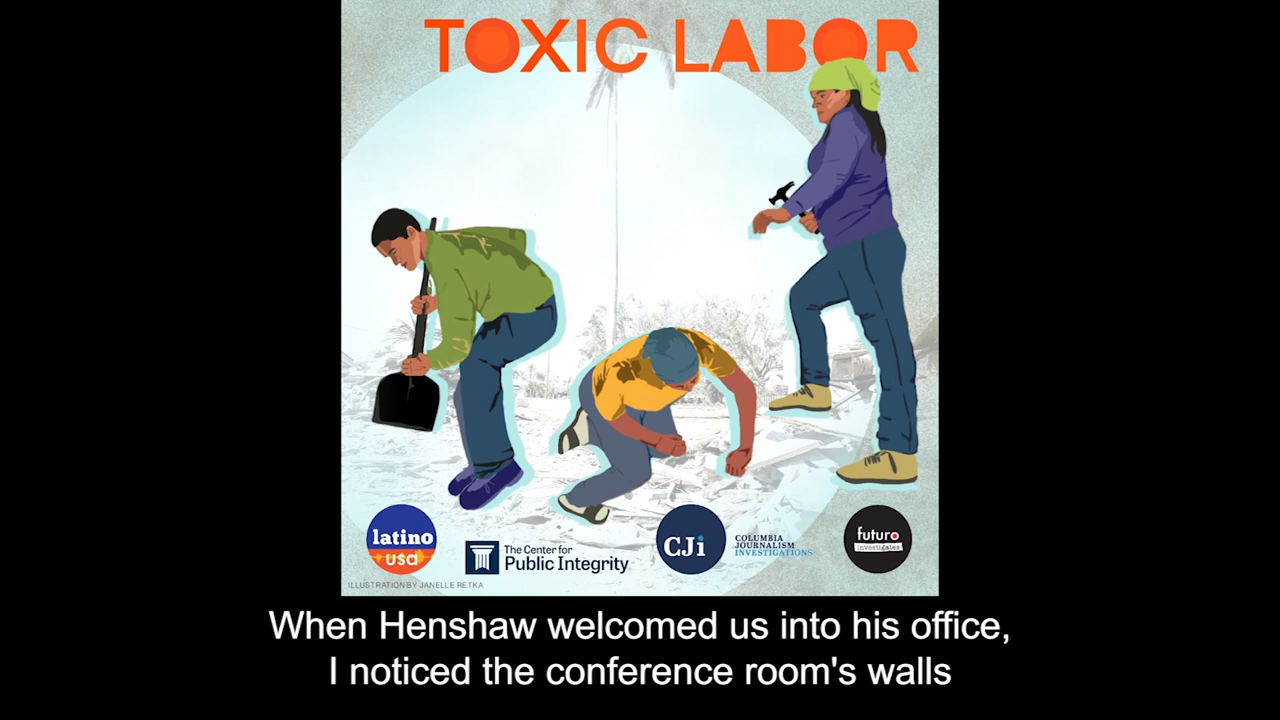 TOXIC LABOR
latino
usa
The Center for
Public Integrity
CJi
COLUMBIA
JOURNALISM
INVESTIGATIONS
futuro
investigates
ILLUSTRATION BY JANELLE RETKA
When Henshaw welcomed us into his office,
I noticed the conference room's walls